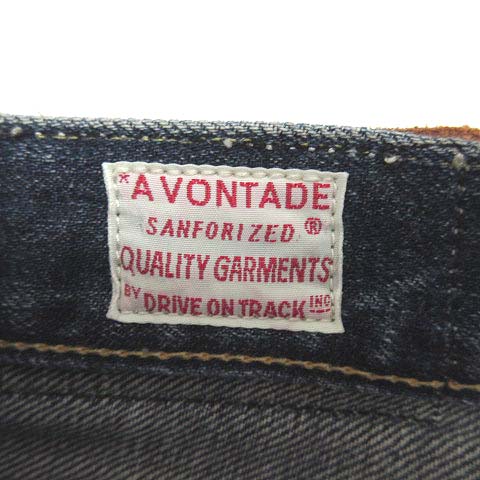 *A VONTADE
SANFORIZED ®
QUALITY GARMENTS
BY DRIVE ON TRACK INC.